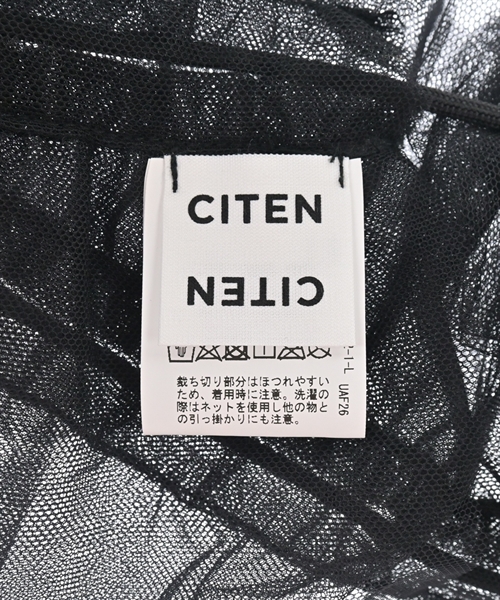 CITEN
CITEN
裁ち切り部分はほつれやすい
ため、着用時に注意。洗濯の
際はネットを使用し他の物と
の引っ掛かりにも注意。
UAF26